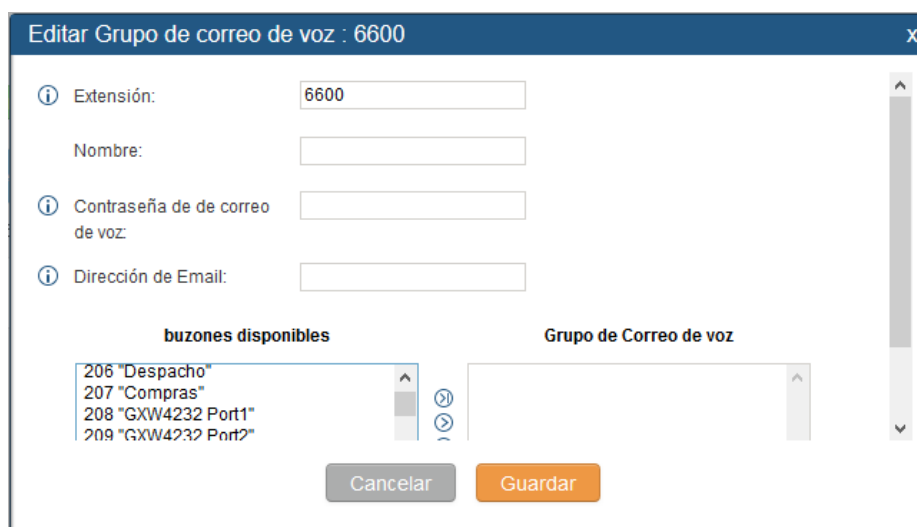 Editar Grupo de correo de voz : 6600 x
Extensión: 6600
Nombre:
Contraseña de de correo
de voz:
Dirección de Email:
buzones disponibles Grupo de Correo de voz
206 "Despacho"
207 "Compras"
208 "GXW4232 Port1"
209 "GXW4232 Port2"
Cancelar Guardar